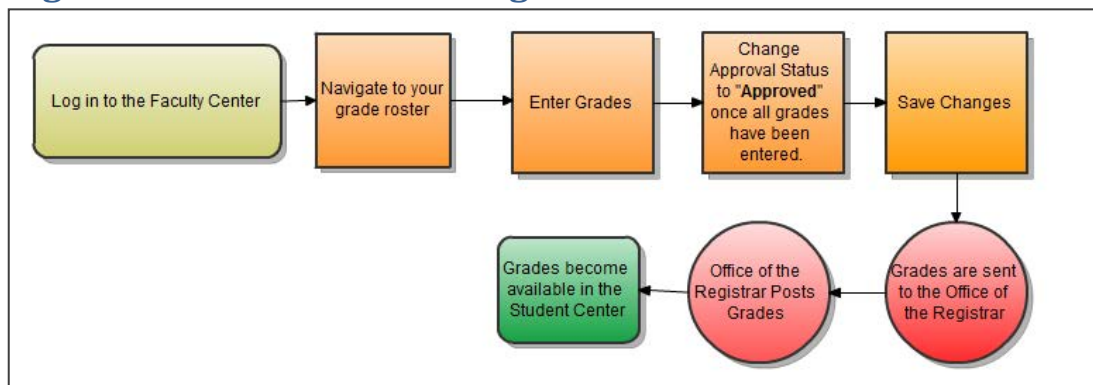 Log in to the Faculty Center
Navigate to your
grade roster
Enter Grades
Change
Approval Status
to "Approved"
once all grades
have been
entered.
Save Changes
Grades are sent
to the Office of
the Registrar
Office of the
Registrar Posts
Grades
Grades become
available in the
Student Center